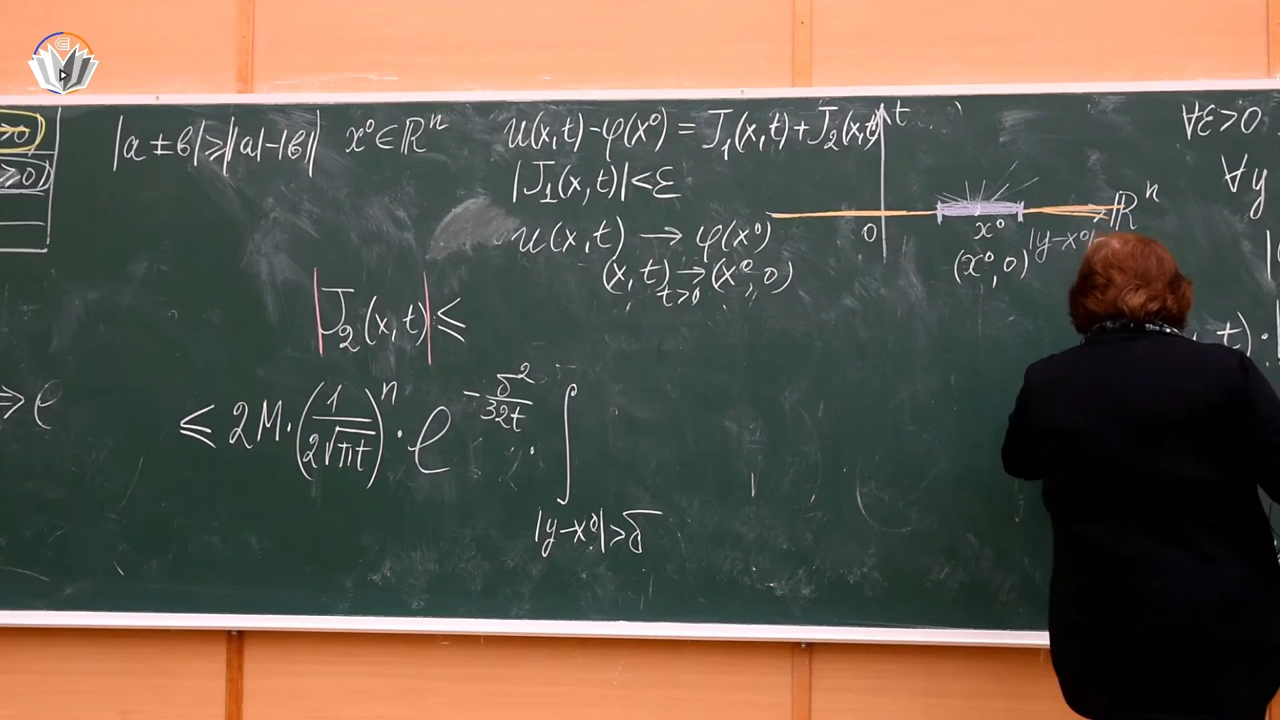 ≥0)
|a ± b| ≥ ||a| - |b|| x⁰ ∈ ℝⁿ
u(x,t) - φ(x⁰) = J₁(x,t) + J₂(x,t)
|J₁(x,t)| < ε
u(x,t) → φ(x⁰)
(x,t) → (x⁰, 0)
t>0
t
0
x⁰
(x⁰, 0)
|y-x⁰|
ℝⁿ
∀ε>0
∀y
|J₂(x,t)| ≤
⇒ e
≤ 2M · (1/(2√πt))ⁿ · e^(-δ²/32t) · ∫
|y-x⁰|>δ
, t) ·